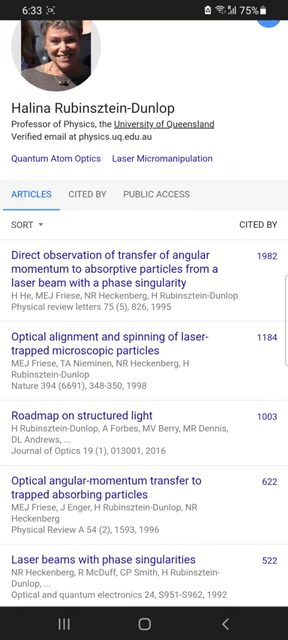 6:33 75%
Halina Rubinsztein-Dunlop
Professor of Physics, the University of Queensland
Verified email at physics.uq.edu.au
Quantum Atom Optics Laser Micromanipulation
ARTICLES CITED BY PUBLIC ACCESS
SORT CITED BY
Direct observation of transfer of angular 1982
momentum to absorptive particles from a
laser beam with a phase singularity
H He, MEJ Friese, NR Heckenberg, H Rubinsztein-Dunlop
Physical review letters 75 (5), 826, 1995
Optical alignment and spinning of laser- 1184
trapped microscopic particles
MEJ Friese, TA Nieminen, NR Heckenberg, H
Rubinsztein-Dunlop
Nature 394 (6691), 348-350, 1998
Roadmap on structured light 1003
H Rubinsztein-Dunlop, A Forbes, MV Berry, MR Dennis,
DL Andrews, ...
Journal of Optics 19 (1), 013001, 2016
Optical angular-momentum transfer to 622
trapped absorbing particles
MEJ Friese, J Enger, H Rubinsztein-Dunlop, NR
Heckenberg
Physical Review A 54 (2), 1593, 1996
Laser beams with phase singularities 522
NR Heckenberg, R McDuff, CP Smith, H Rubinsztein-
Dunlop, ...
Optical and quantum electronics 24, S951-S962, 1992